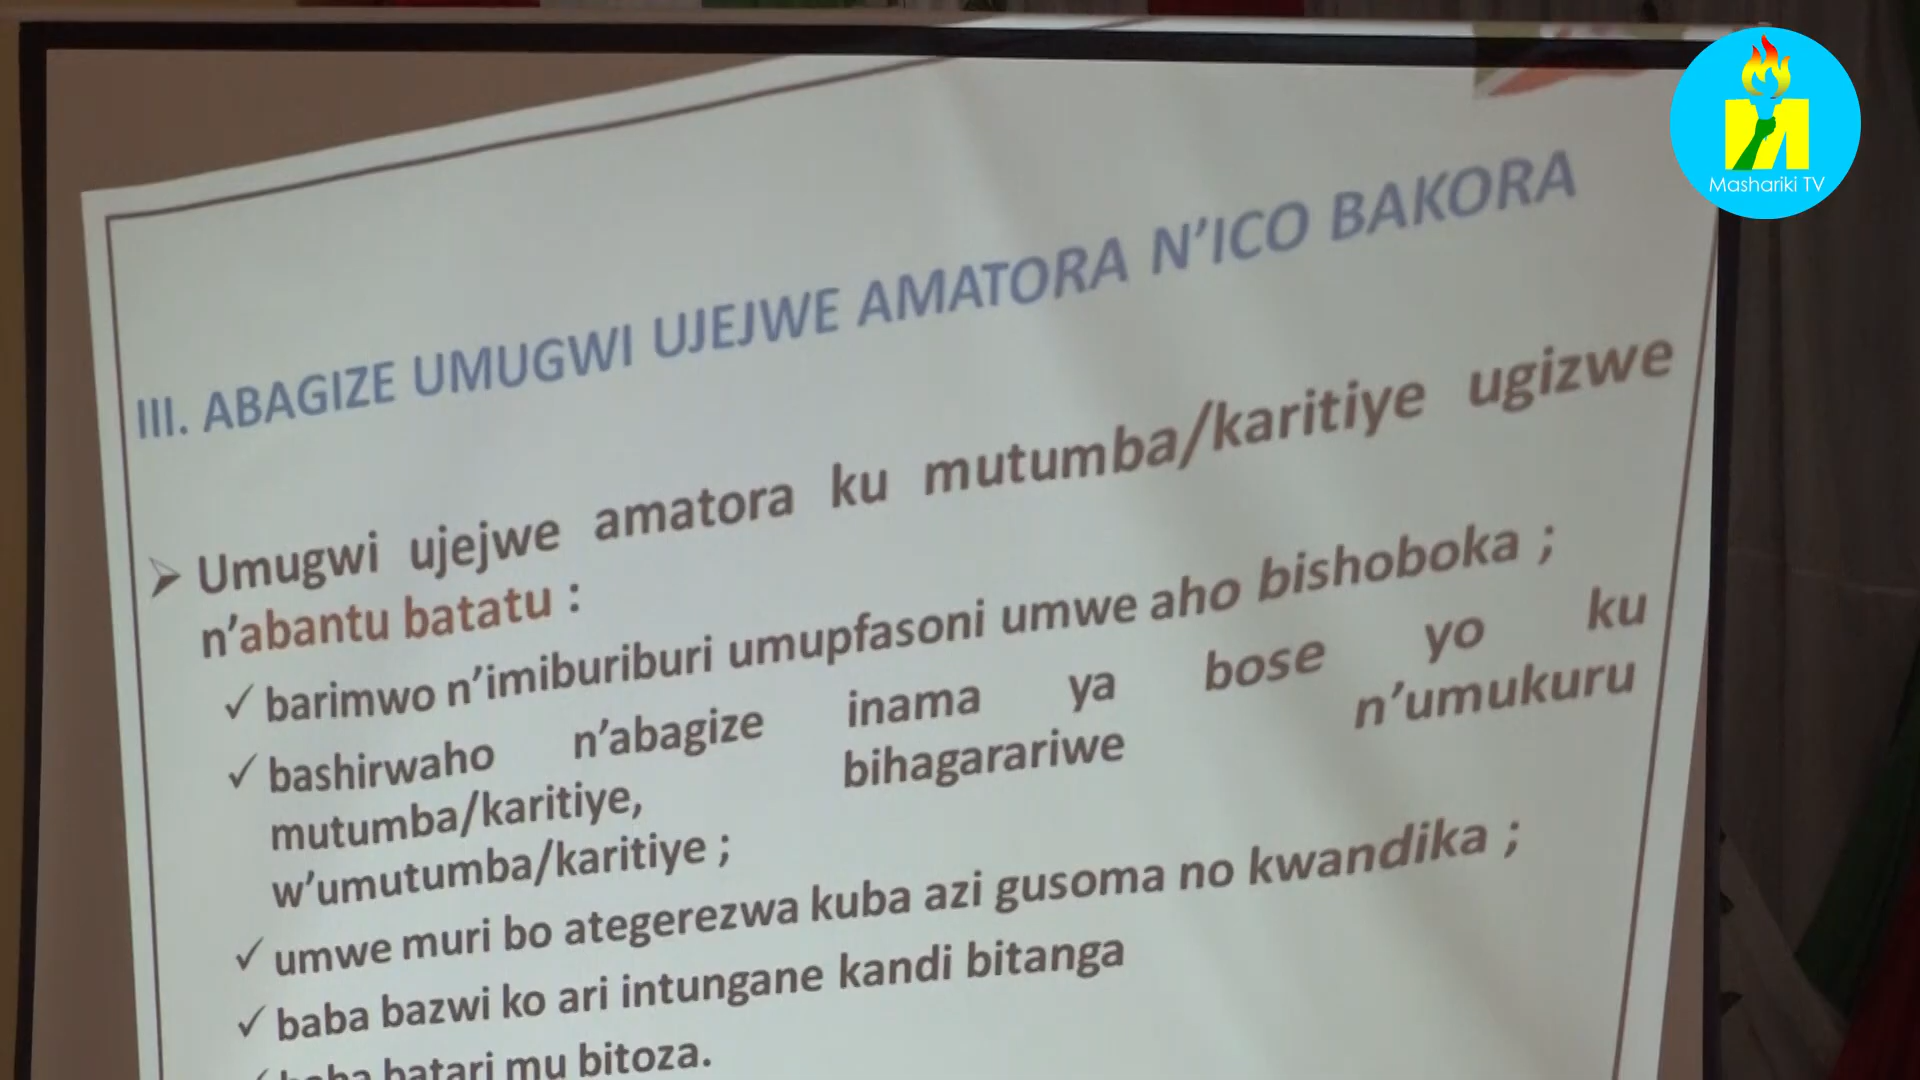 Mashariki TV
III. ABAGIZE UMUGWI UJEJWE AMATORA N'ICO BAKORA
➢ Umugwi ujejwe amatora ku mutumba/karitiye ugizwe
n'abantu batatu :
✓ barimwo n'imiburiburi umupfasoni umwe aho bishoboka ;
✓ bashirwaho n'abagize inama ya bose yo ku
mutumba/karitiye, bihagarariwe n'umukuru
w'umutumba/karitiye ;
✓ umwe muri bo ategerezwa kuba azi gusoma no kwandika ;
✓ baba bazwi ko ari intungane kandi bitanga
✓ baba batari mu bitoza.